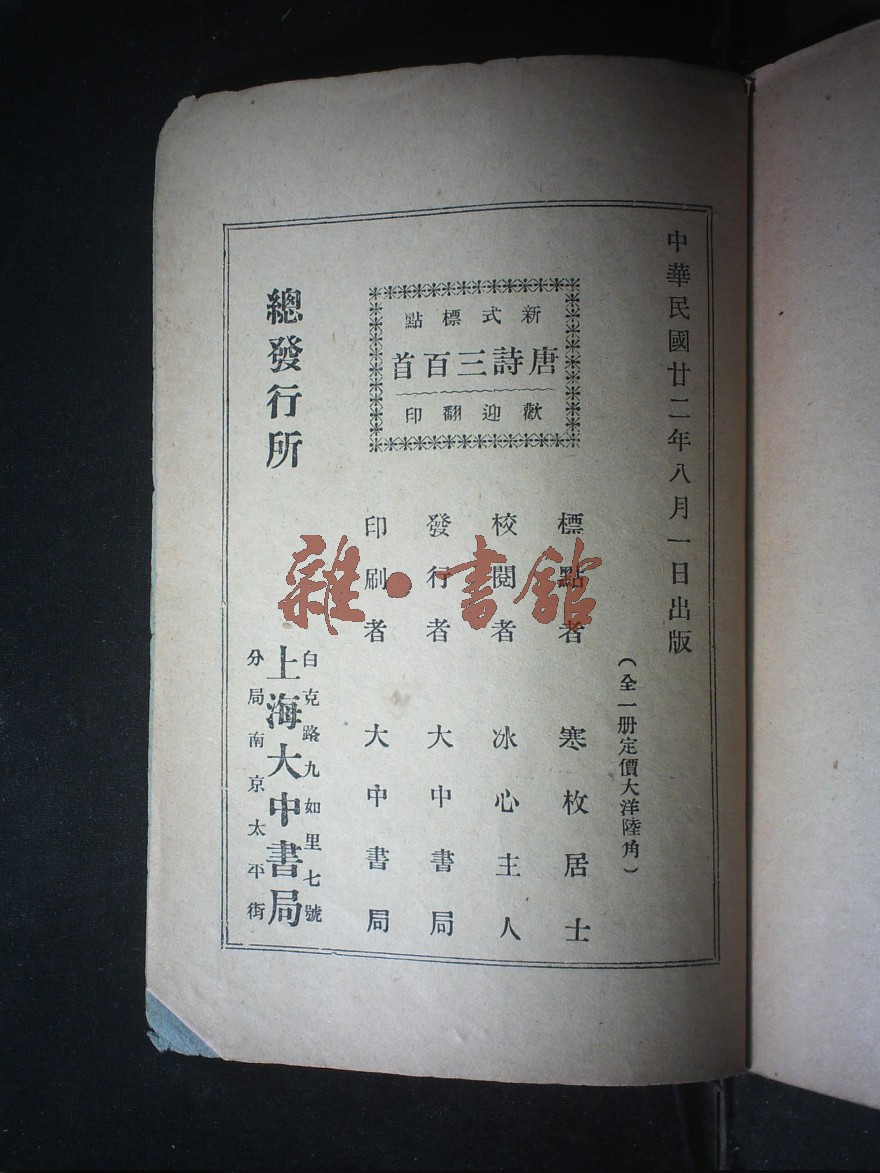 中華民國廿二年八月一日出版
（全一册定價大洋陸角）
新式標點
唐詩三百首
歡迎翻印
標點者 寒枚居士
校閱者 冰心主人
發行者 大中書局
印刷者 大中書局
總發行所
白克路九如里七號
上海大中書局
分局南京太平街
雜·書館